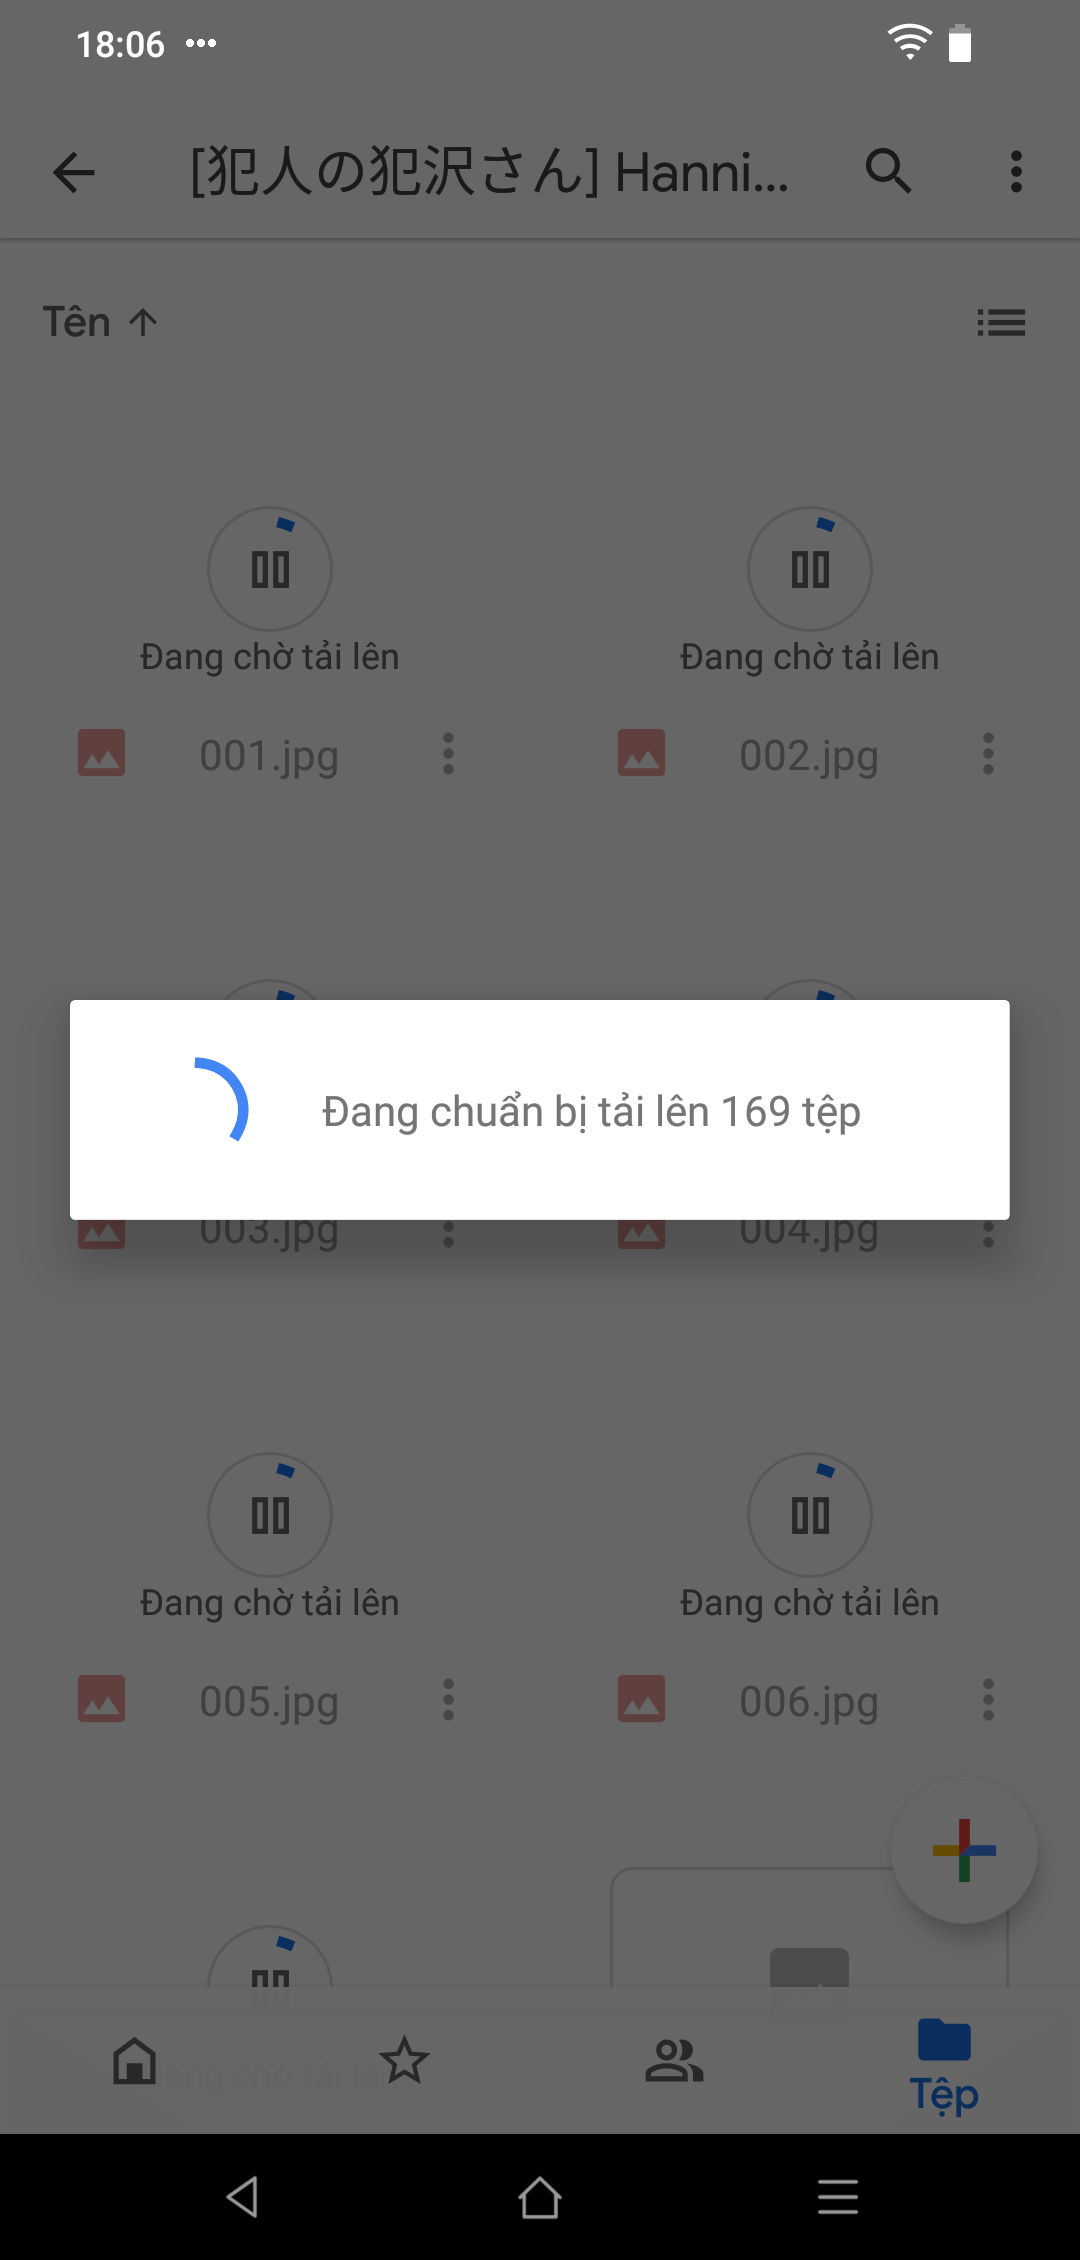 18:06
[犯人の犯沢さん] Hanni...
Tên
Đang chờ tải lên
Đang chờ tải lên
001.jpg
002.jpg
Đang chuẩn bị tải lên 169 tệp
003.jpg
004.jpg
Đang chờ tải lên
Đang chờ tải lên
005.jpg
006.jpg
Tệp